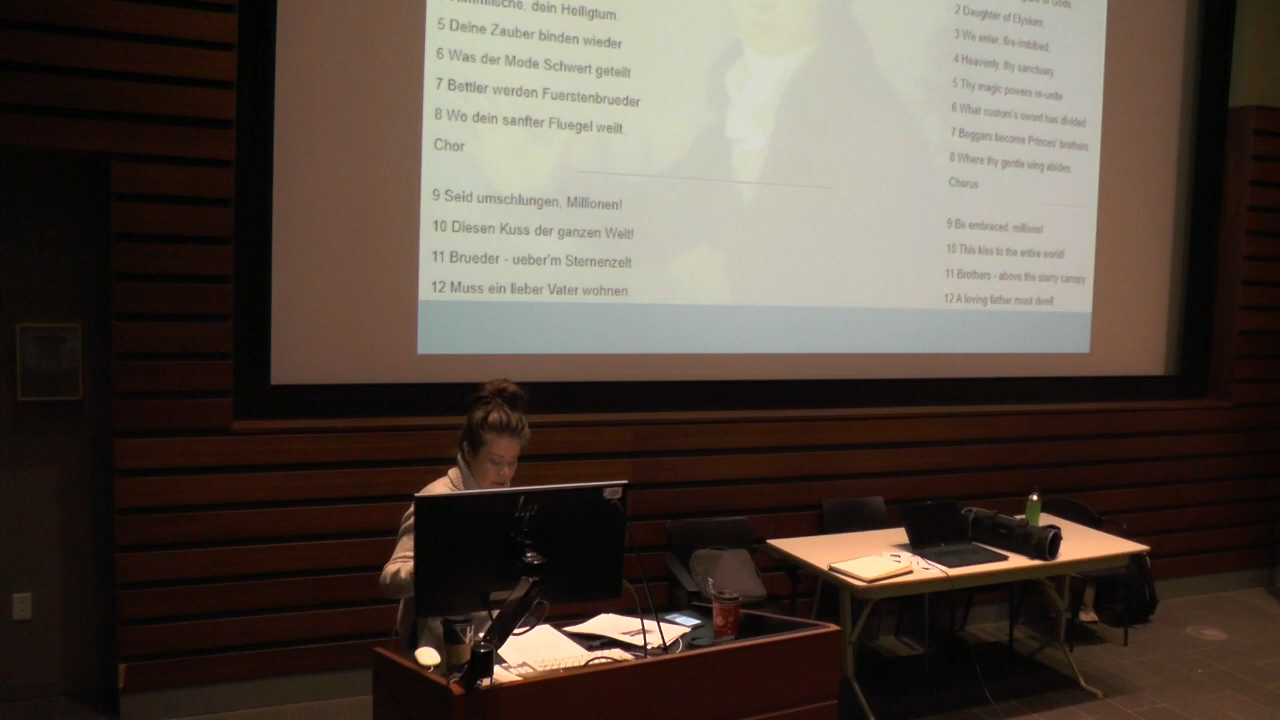 dein Heiligtum.
5 Deine Zauber binden wieder
6 Was der Mode Schwert geteilt
7 Bettler werden Fuerstenbrueder
8 Wo dein sanfter Fluegel weilt.
Chor
9 Seid umschlungen, Millionen!
10 Diesen Kuss der ganzen Welt!
11 Brueder - ueber'm Sternenzelt
12 Muss ein lieber Vater wohnen.
of Gods,
2 Daughter of Elysium,
3 We enter, fire-imbibed,
4 Heavenly, thy sanctuary.
5 Thy magic powers re-unite
6 What custom's sword has divided
7 Beggars become Princes' brothers
8 Where thy gentle wing abides
Chorus
9 Be embraced, millions!
10 This kiss to the entire world!
11 Brothers - above the starry canopy
12 A loving father must dwell.